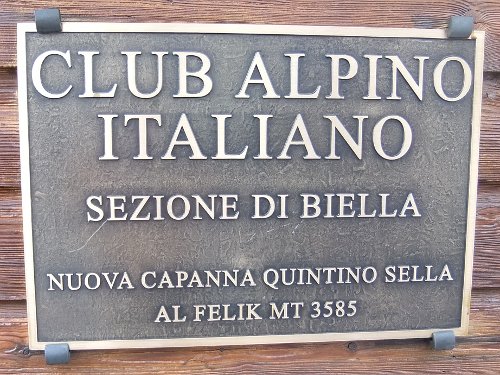 CLUB ALPINO
ITALIANO
SEZIONE DI BIELLA
NUOVA CAPANNA QUINTINO SELLA
AL FELIK MT 3585